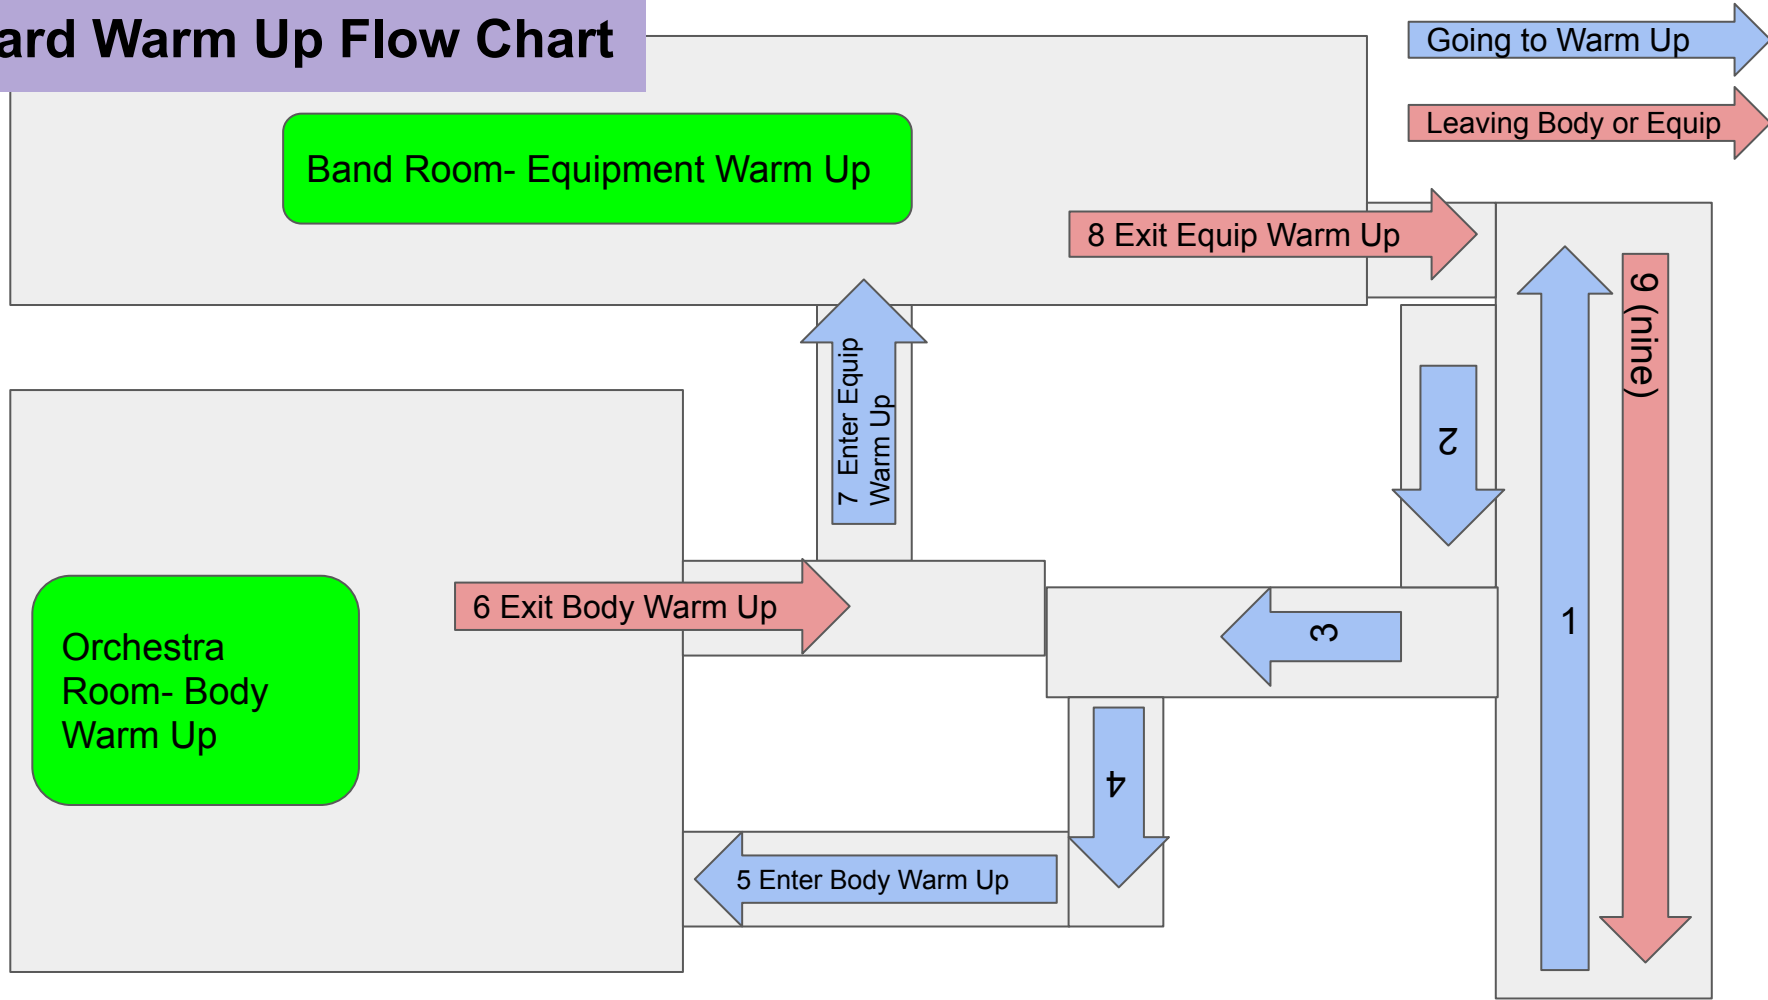 Warm Up Flow Chart
Going to Warm Up
Leaving Body or Equip
Band Room- Equipment Warm Up
8 Exit Equip Warm Up
9 (nine)
7 Enter Equip
Warm Up
2
1
6 Exit Body Warm Up
3
Orchestra
Room- Body
Warm Up
4
5 Enter Body Warm Up